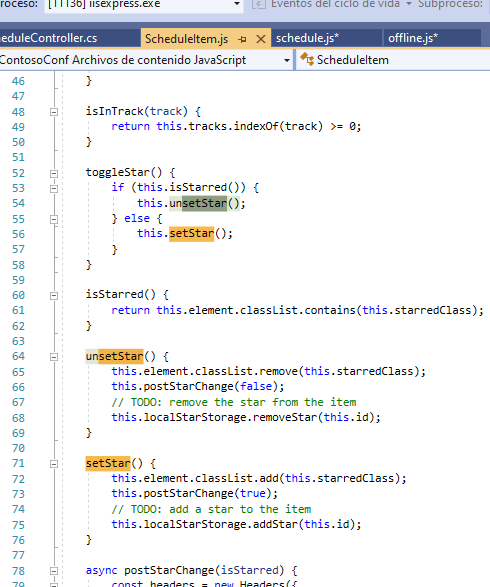 roceso: [11136] iisexpress.exe Eventos del ciclo de vida Subproceso:
heduleController.cs ScheduleItem.js schedule.js* offline.js*
ContosoConf Archivos de contenido JavaScript ScheduleItem
46 }
47
48 isInTrack(track) {
49 return this.tracks.indexOf(track) >= 0;
50 }
51
52 toggleStar() {
53 if (this.isStarred()) {
54 this.unsetStar();
55 } else {
56 this.setStar();
57 }
58 }
59
60 isStarred() {
61 return this.element.classList.contains(this.starredClass);
62 }
63
64 unsetStar() {
65 this.element.classList.remove(this.starredClass);
66 this.postStarChange(false);
67 // TODO: remove the star from the item
68 this.localStarStorage.removeStar(this.id);
69 }
70
71 setStar() {
72 this.element.classList.add(this.starredClass);
73 this.postStarChange(true);
74 // TODO: add a star to the item
75 this.localStarStorage.addStar(this.id);
76 }
77
78 async postStarChange(isStarred) {
79 const headers = new Headers({